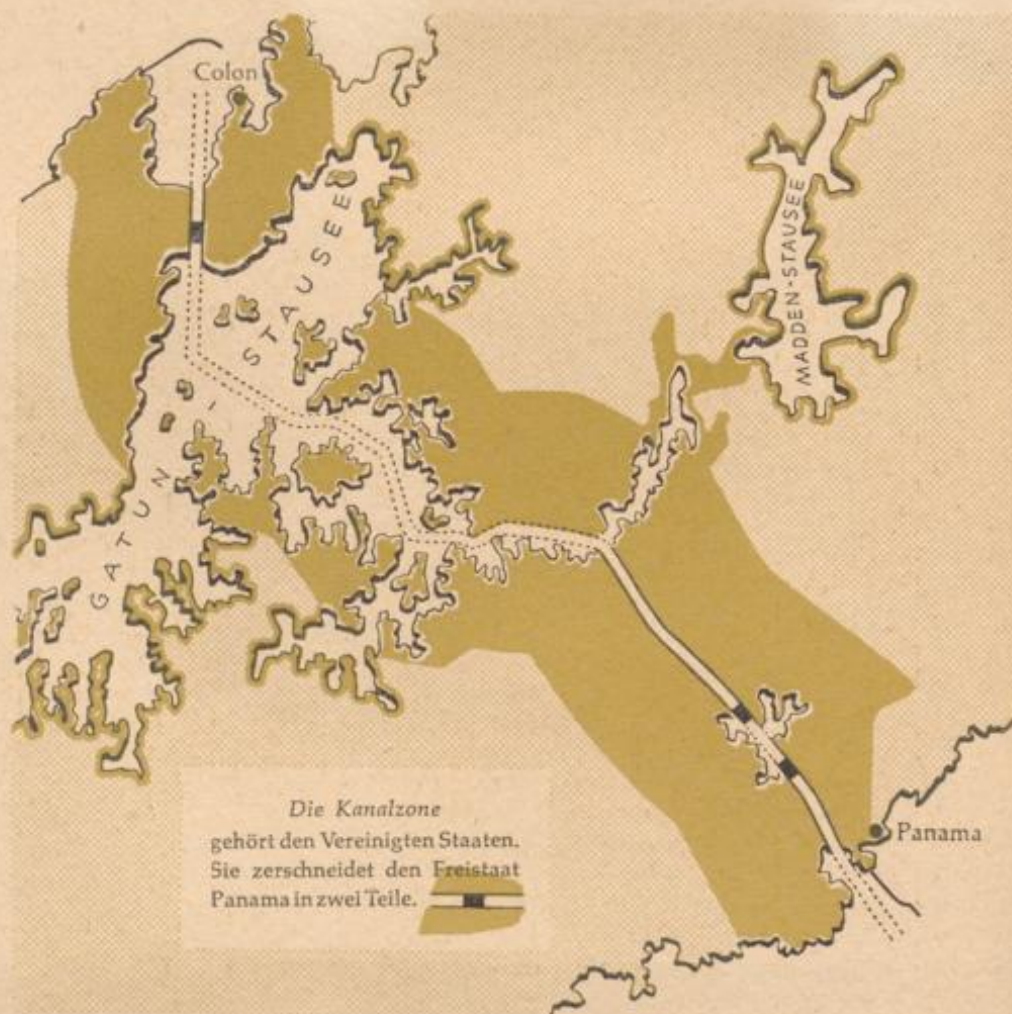 Colon
GATUN-STAUSEE
MADDEN-STAUSEE
Die Kanalzone
gehört den Vereinigten Staaten.
Sie zerschneidet den Freistaat
Panama in zwei Teile.
Panama